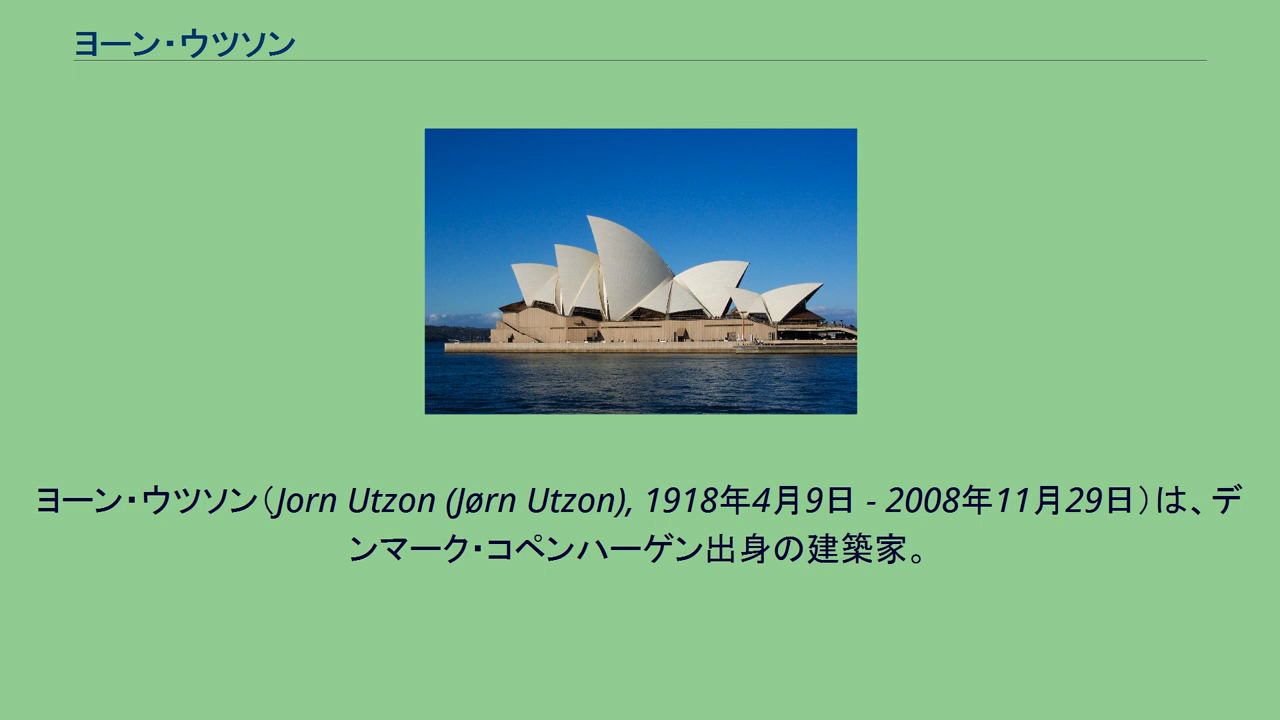 ヨーン・ウツソン
ヨーン・ウツソン（Jorn Utzon (Jørn Utzon), 1918年4月9日 - 2008年11月29日）は、デ
ンマーク・コペンハーゲン出身の建築家。